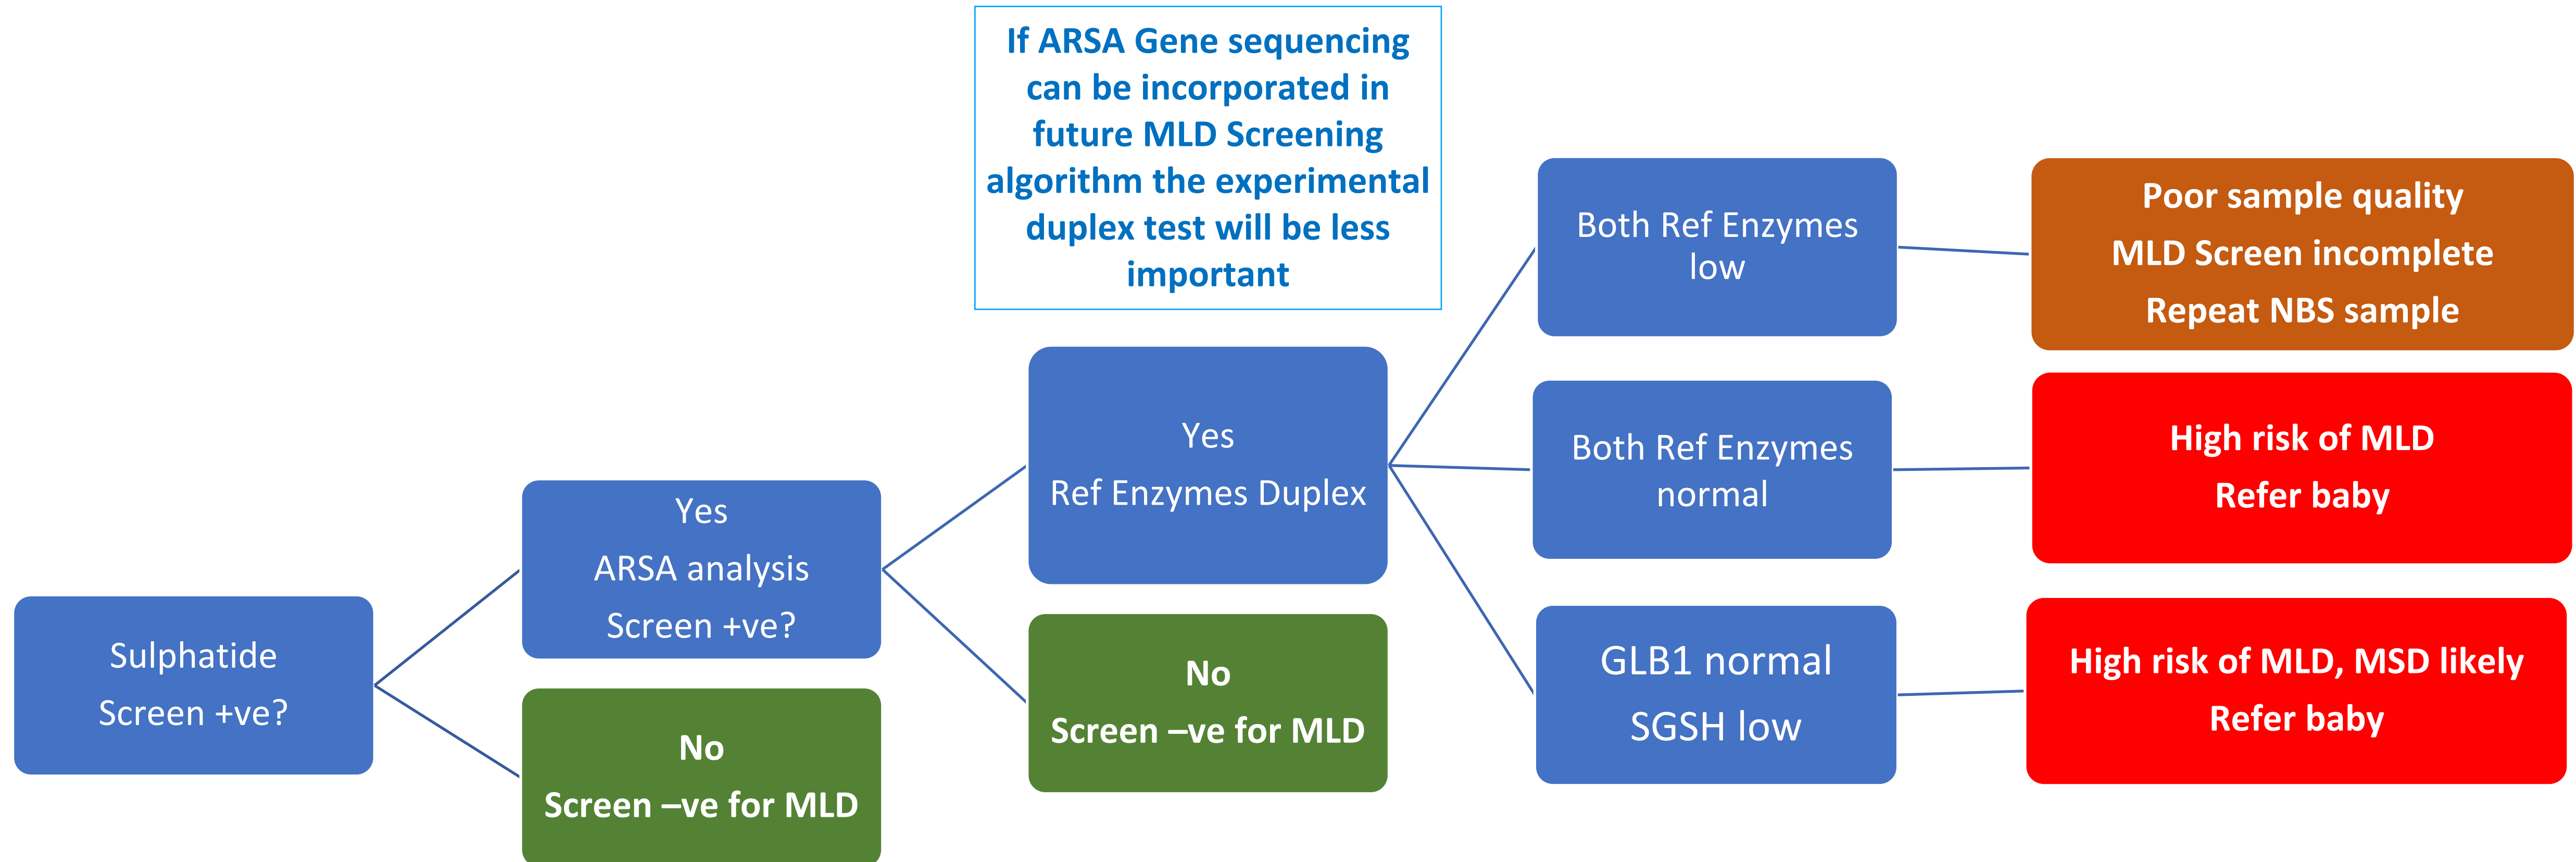 If ARSA Gene sequencing
can be incorporated in
future MLD Screening
algorithm the experimental
duplex test will be less
important
Sulphatide
Screen +ve?
Yes
ARSA analysis
Screen +ve?
No
Screen –ve for MLD
Yes
Ref Enzymes Duplex
No
Screen –ve for MLD
Both Ref Enzymes
low
Both Ref Enzymes
normal
GLB1 normal
SGSH low
Poor sample quality
MLD Screen incomplete
Repeat NBS sample
High risk of MLD
Refer baby
High risk of MLD, MSD likely
Refer baby